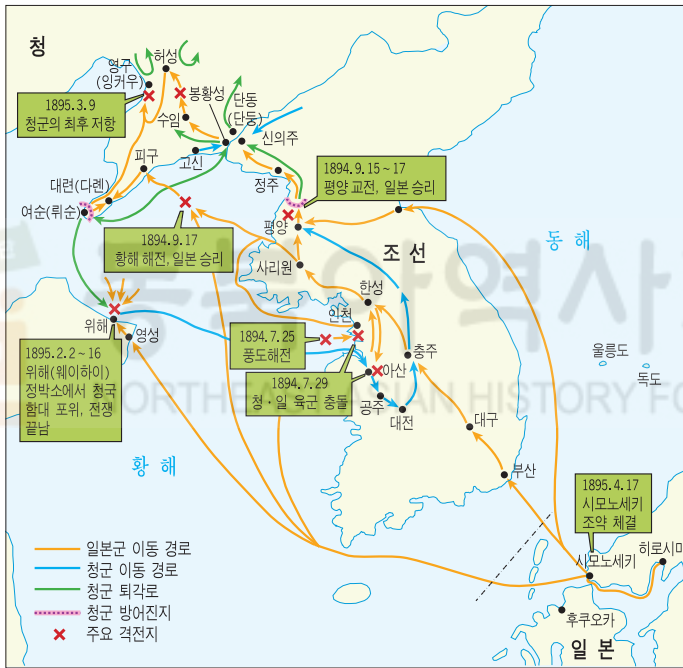 청
허성
영구
(잉커우)
1895.3.9
청군의 최후 저항
봉황성
단동
(단둥)
수임
신의주
고신
피구
정주
대련(다롄)
여순(뤼순)
1894.9.15~17
평양 교전, 일본 승리
평양
1894.9.17
황해 해전, 일본 승리
조선
동해
사리원
한성
인천
위해
영성
1894.7.25
풍도해전
충주
아산
울릉도
독도
1895.2.2~16
위해(웨이하이)
정박소에서 청국
함대 포위, 전쟁
끝남
1894.7.29
청·일 육군 충돌
공주
대전
대구
황해
부산
1895.4.17
시모노세키
조약 체결
시모노세키
히로시마
후쿠오카
일본
일본군 이동 경로
청군 이동 경로
청군 퇴각로
청군 방어진지
주요 격전지
동북아역사
NORTHEAST ASIAN HISTORY FO